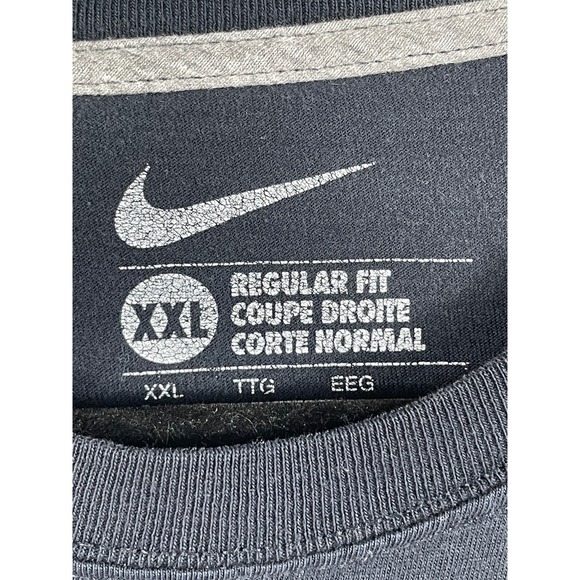 XXL
REGULAR FIT
COUPE DROITE
CORTE NORMAL
XXL TTG EEG